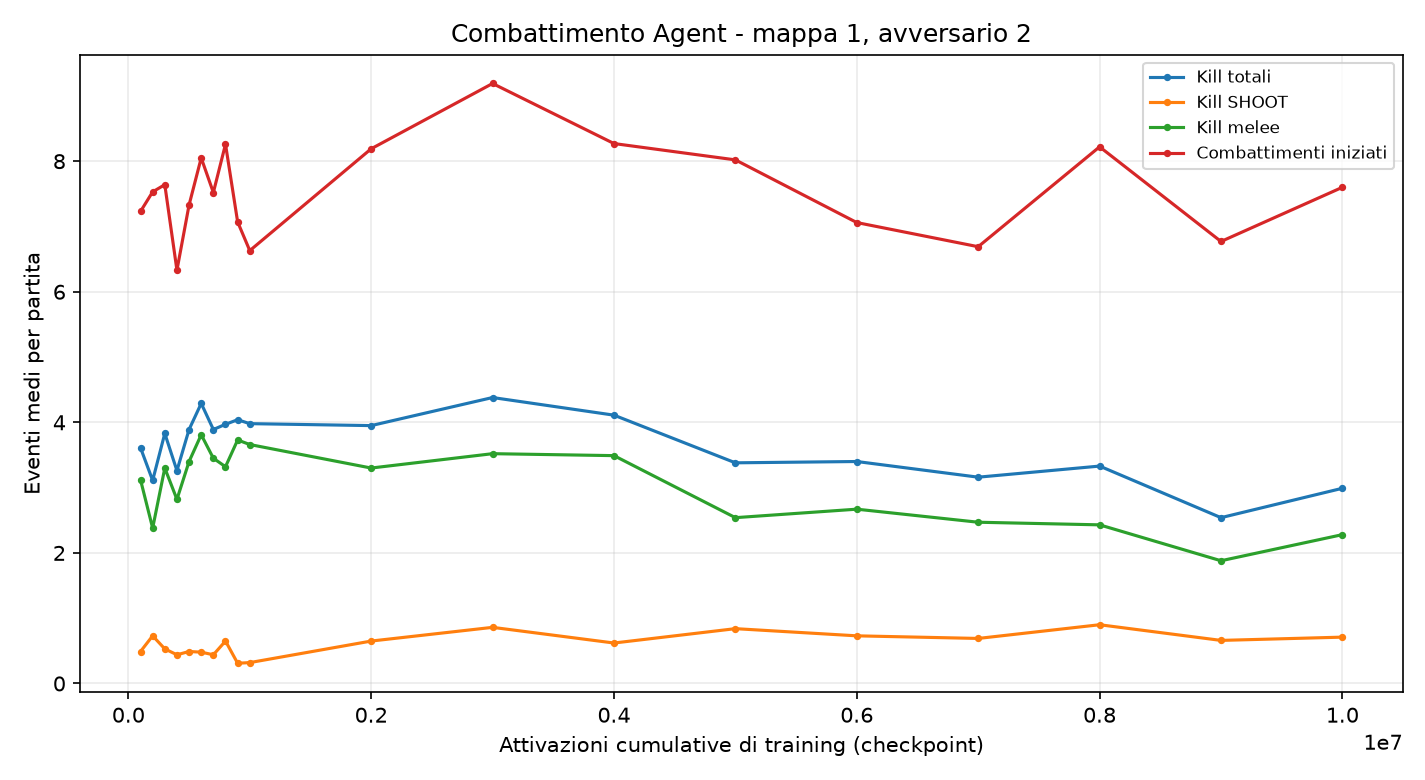 Combattimento Agent - mappa 1, avversario 2
Kill totali
Kill SHOOT
Kill melee
Combattimenti iniziati
Eventi medi per partita
8
6
4
2
0
0.0 0.2 0.4 0.6 0.8 1.0
1e7
Attivazioni cumulative di training (checkpoint)